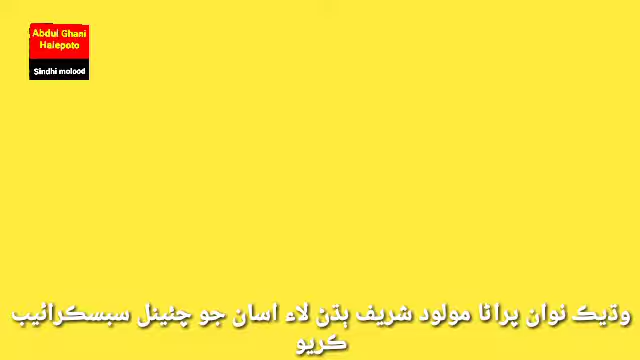 Abdul Ghani
Halepoto
Sindhi molood
وڌيڪ نوان پراڻا مولود شريف ٻڌڻ لاءِ اسان جو چئينل سبسڪرائيب
ڪريو